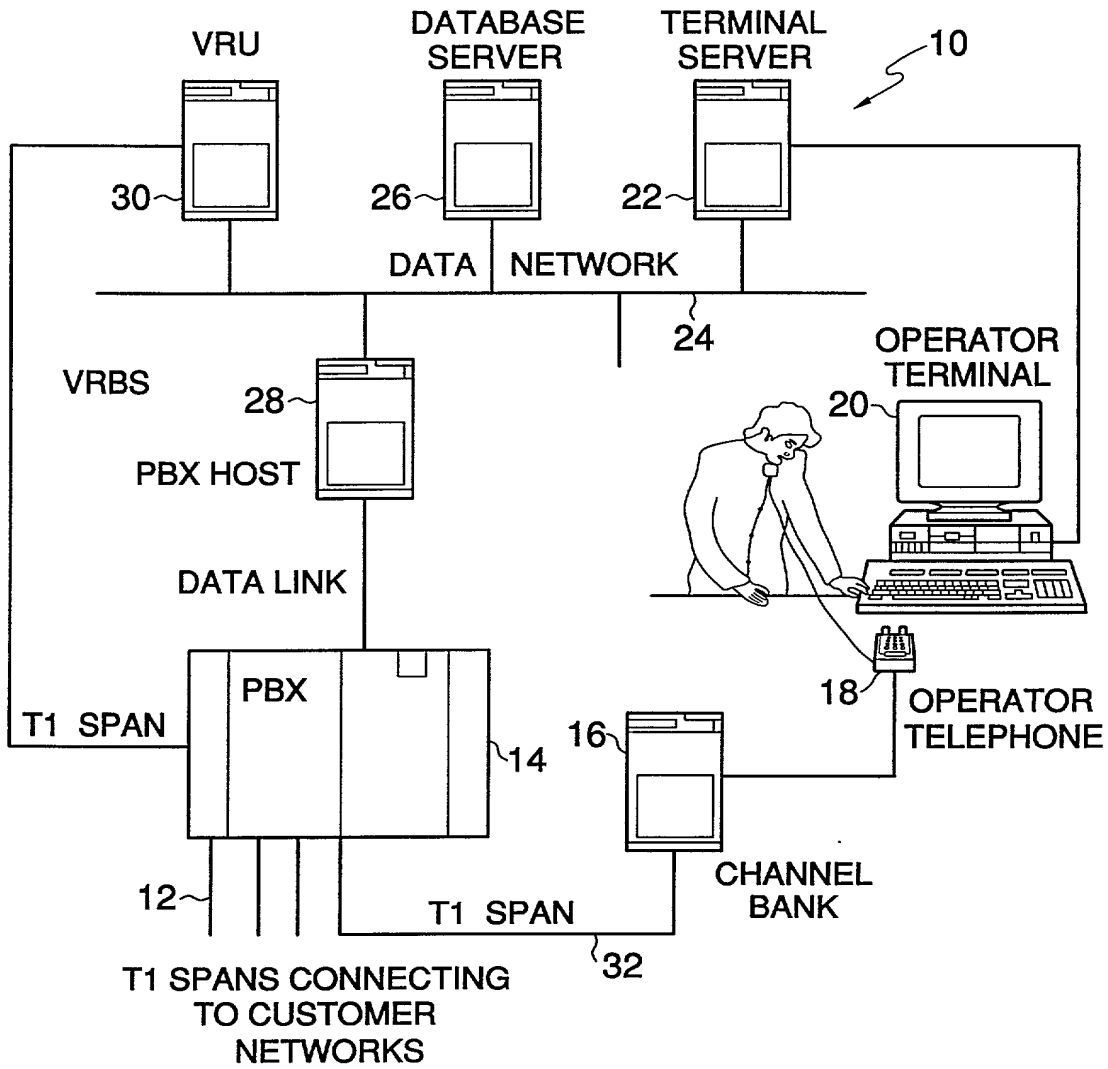 VRU
DATABASE
SERVER
TERMINAL
SERVER
10
30
26
22
DATA NETWORK
24
VRBS
28
PBX HOST
OPERATOR
TERMINAL
20
DATA LINK
PBX
T1 SPAN
14
16
18
OPERATOR
TELEPHONE
12
T1 SPAN
32
CHANNEL
BANK
T1 SPANS CONNECTING
TO CUSTOMER
NETWORKS